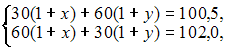 30(1 + x) + 60(1 + y) = 100,5,
60(1 + x) + 30(1 + y) = 102,0,